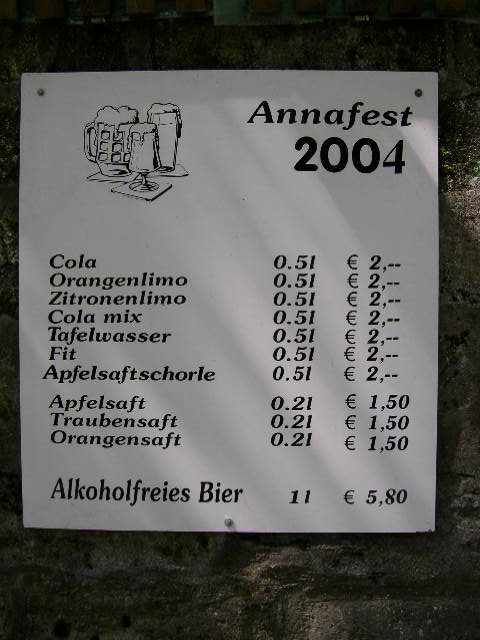 Annafest
2004
Cola 0.5l € 2,--
Orangenlimo 0.5l € 2,--
Zitronenlimo 0.5l € 2,--
Cola mix 0.5l € 2,--
Tafelwasser 0.5l € 2,--
Fit 0.5l € 2,--
Apfelsaftschorle 0.5l € 2,--
Apfelsaft 0.2l € 1,50
Traubensaft 0.2l € 1,50
Orangensaft 0.2l € 1,50
Alkoholfreies Bier 1l € 5,80